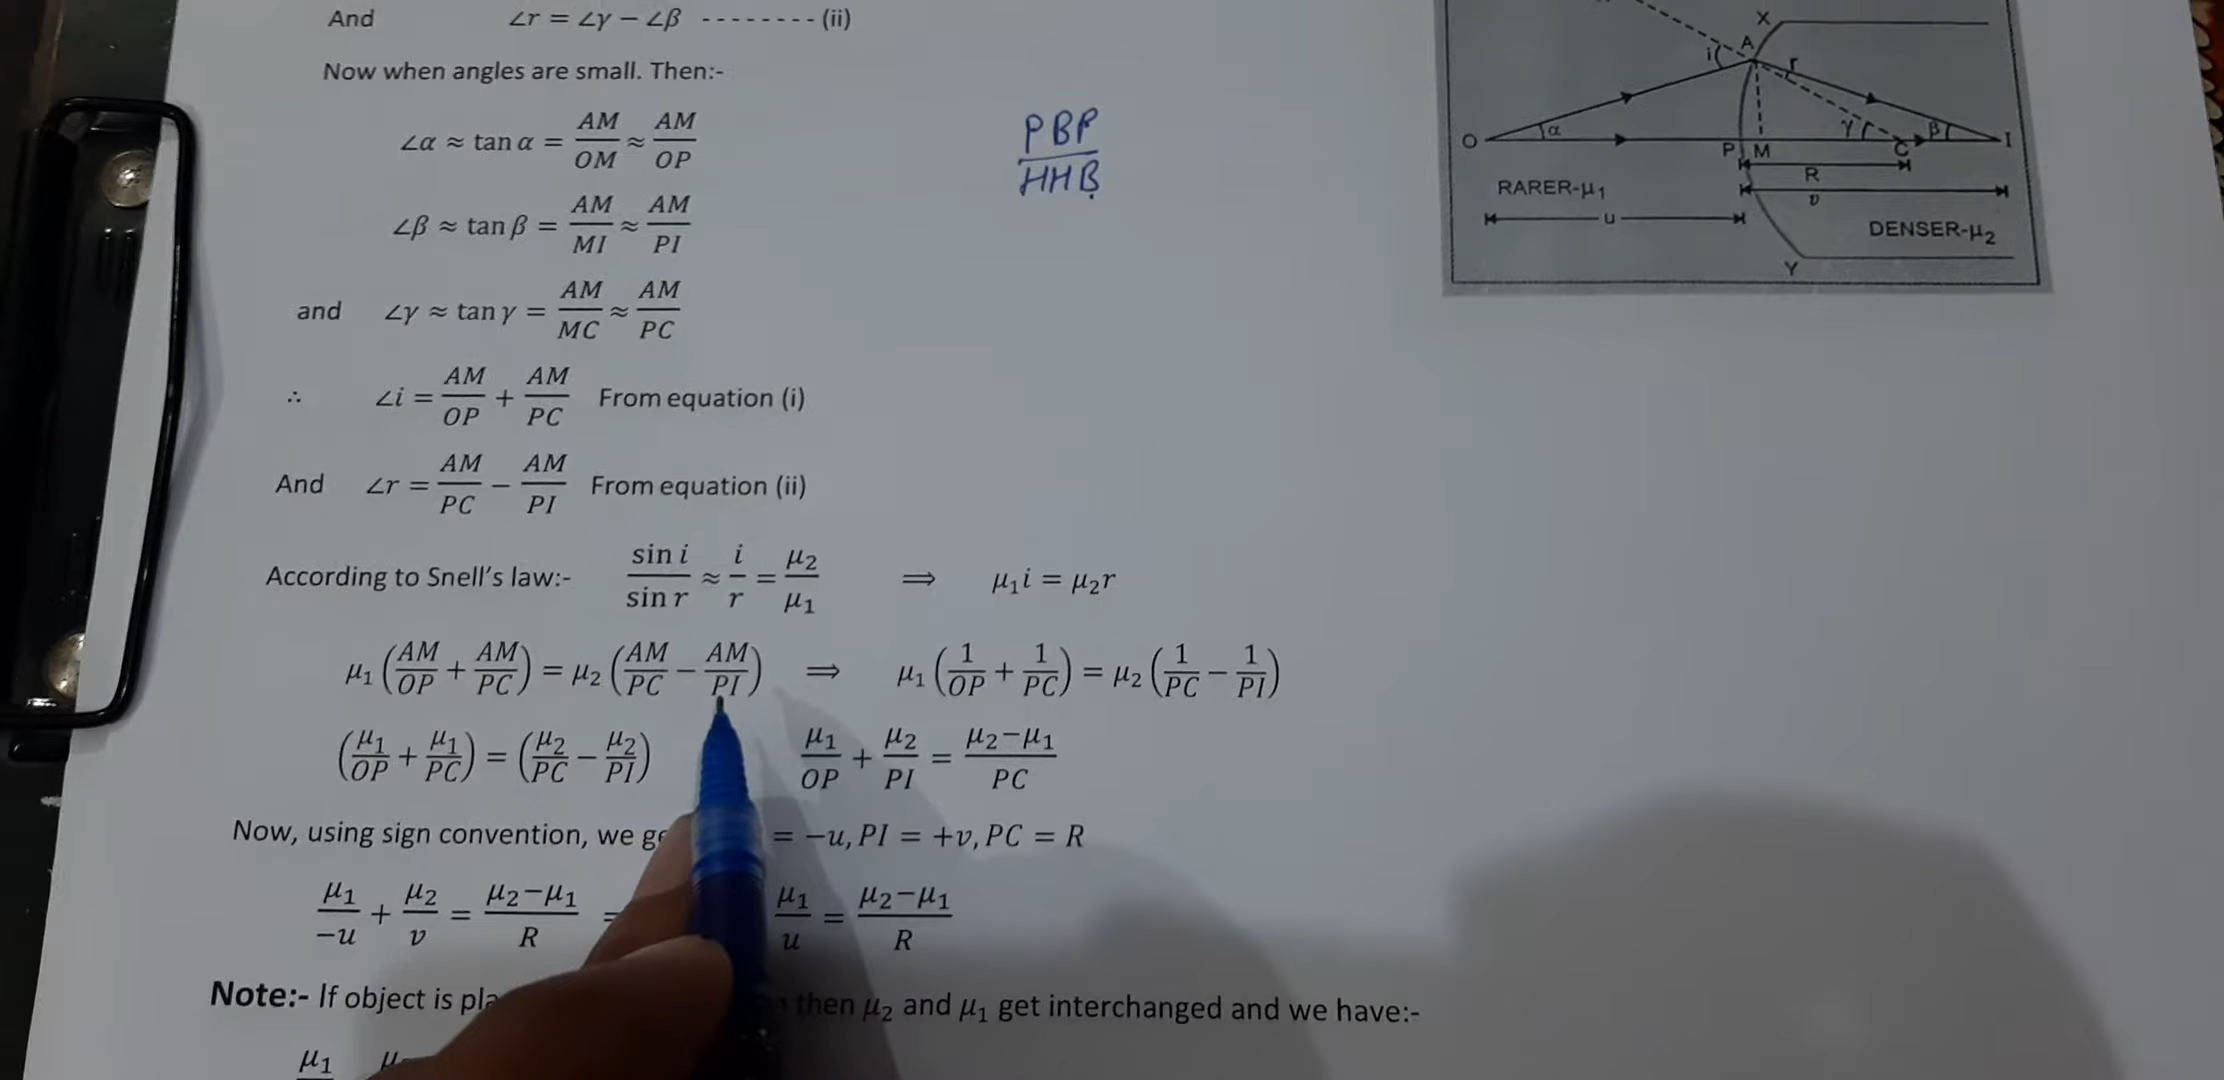 And ∠r = ∠γ − ∠β -------- (ii)
Now when angles are small. Then:-
∠α ≈ tan α = AM/OM ≈ AM/OP
∠β ≈ tan β = AM/MI ≈ AM/PI
and ∠γ ≈ tan γ = AM/MC ≈ AM/PC
∴ ∠i = AM/OP + AM/PC From equation (i)
And ∠r = AM/PC − AM/PI From equation (ii)
According to Snell's law:- sin i/sin r ≈ i/r = μ₂/μ₁ ⟹ μ₁i = μ₂r
μ₁(AM/OP + AM/PC) = μ₂(AM/PC − AM/PI) ⟹ μ₁(1/OP + 1/PC) = μ₂(1/PC − 1/PI)
(μ₁/OP + μ₁/PC) = (μ₂/PC − μ₂/PI) μ₁/OP + μ₂/PI = μ₂−μ₁/PC
Now, using sign convention, we = −u, PI = +v, PC = R
μ₁/−u + μ₂/v = μ₂−μ₁/R μ₁/u = μ₂−μ₁/R
Note:- If object is then μ₂ and μ₁ get interchanged and we have:-
μ₁
PBP
HHB
X
A
i
r
O
α
γ
β
I
P M
C
R
RARER-μ₁
v
u
DENSER-μ₂
Y